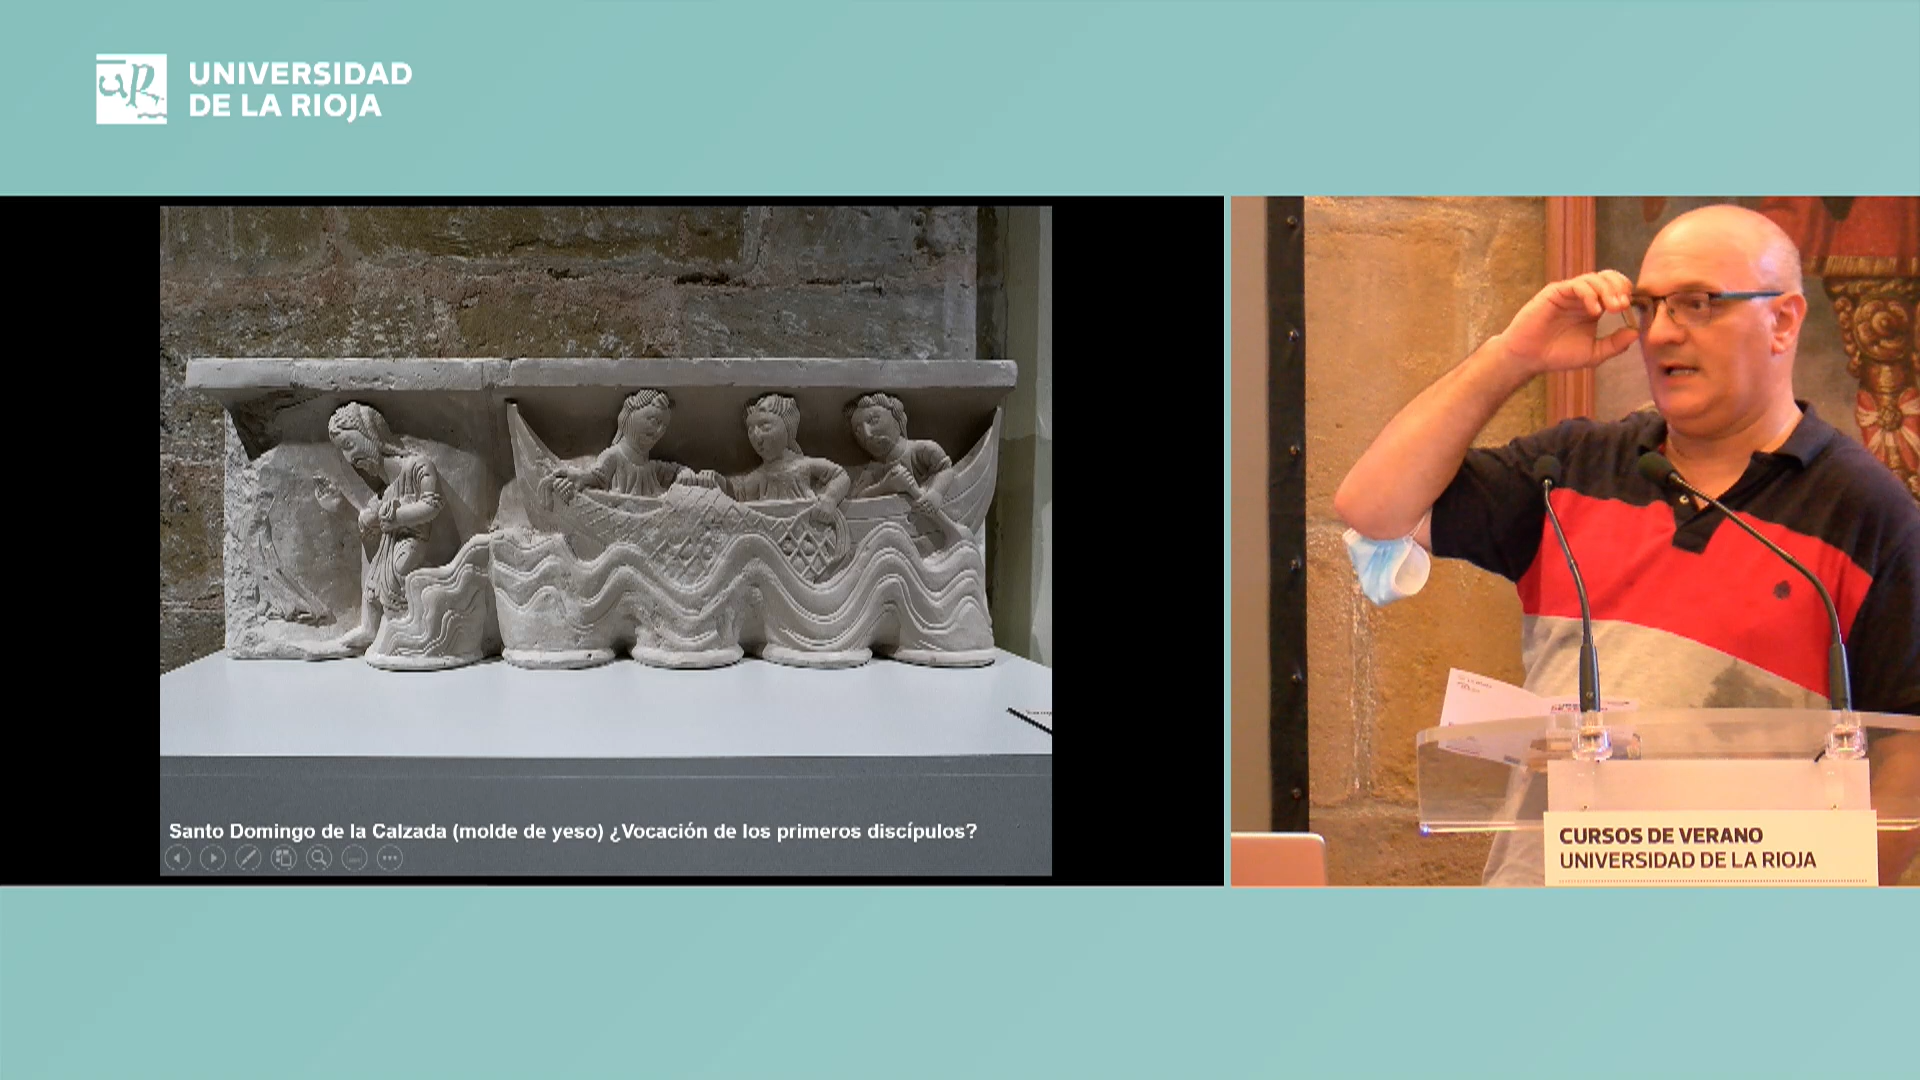 UNIVERSIDAD
DE LA RIOJA
Santo Domingo de la Calzada (molde de yeso) ¿Vocación de los primeros discípulos?
CURSOS DE VERANO
UNIVERSIDAD DE LA RIOJA